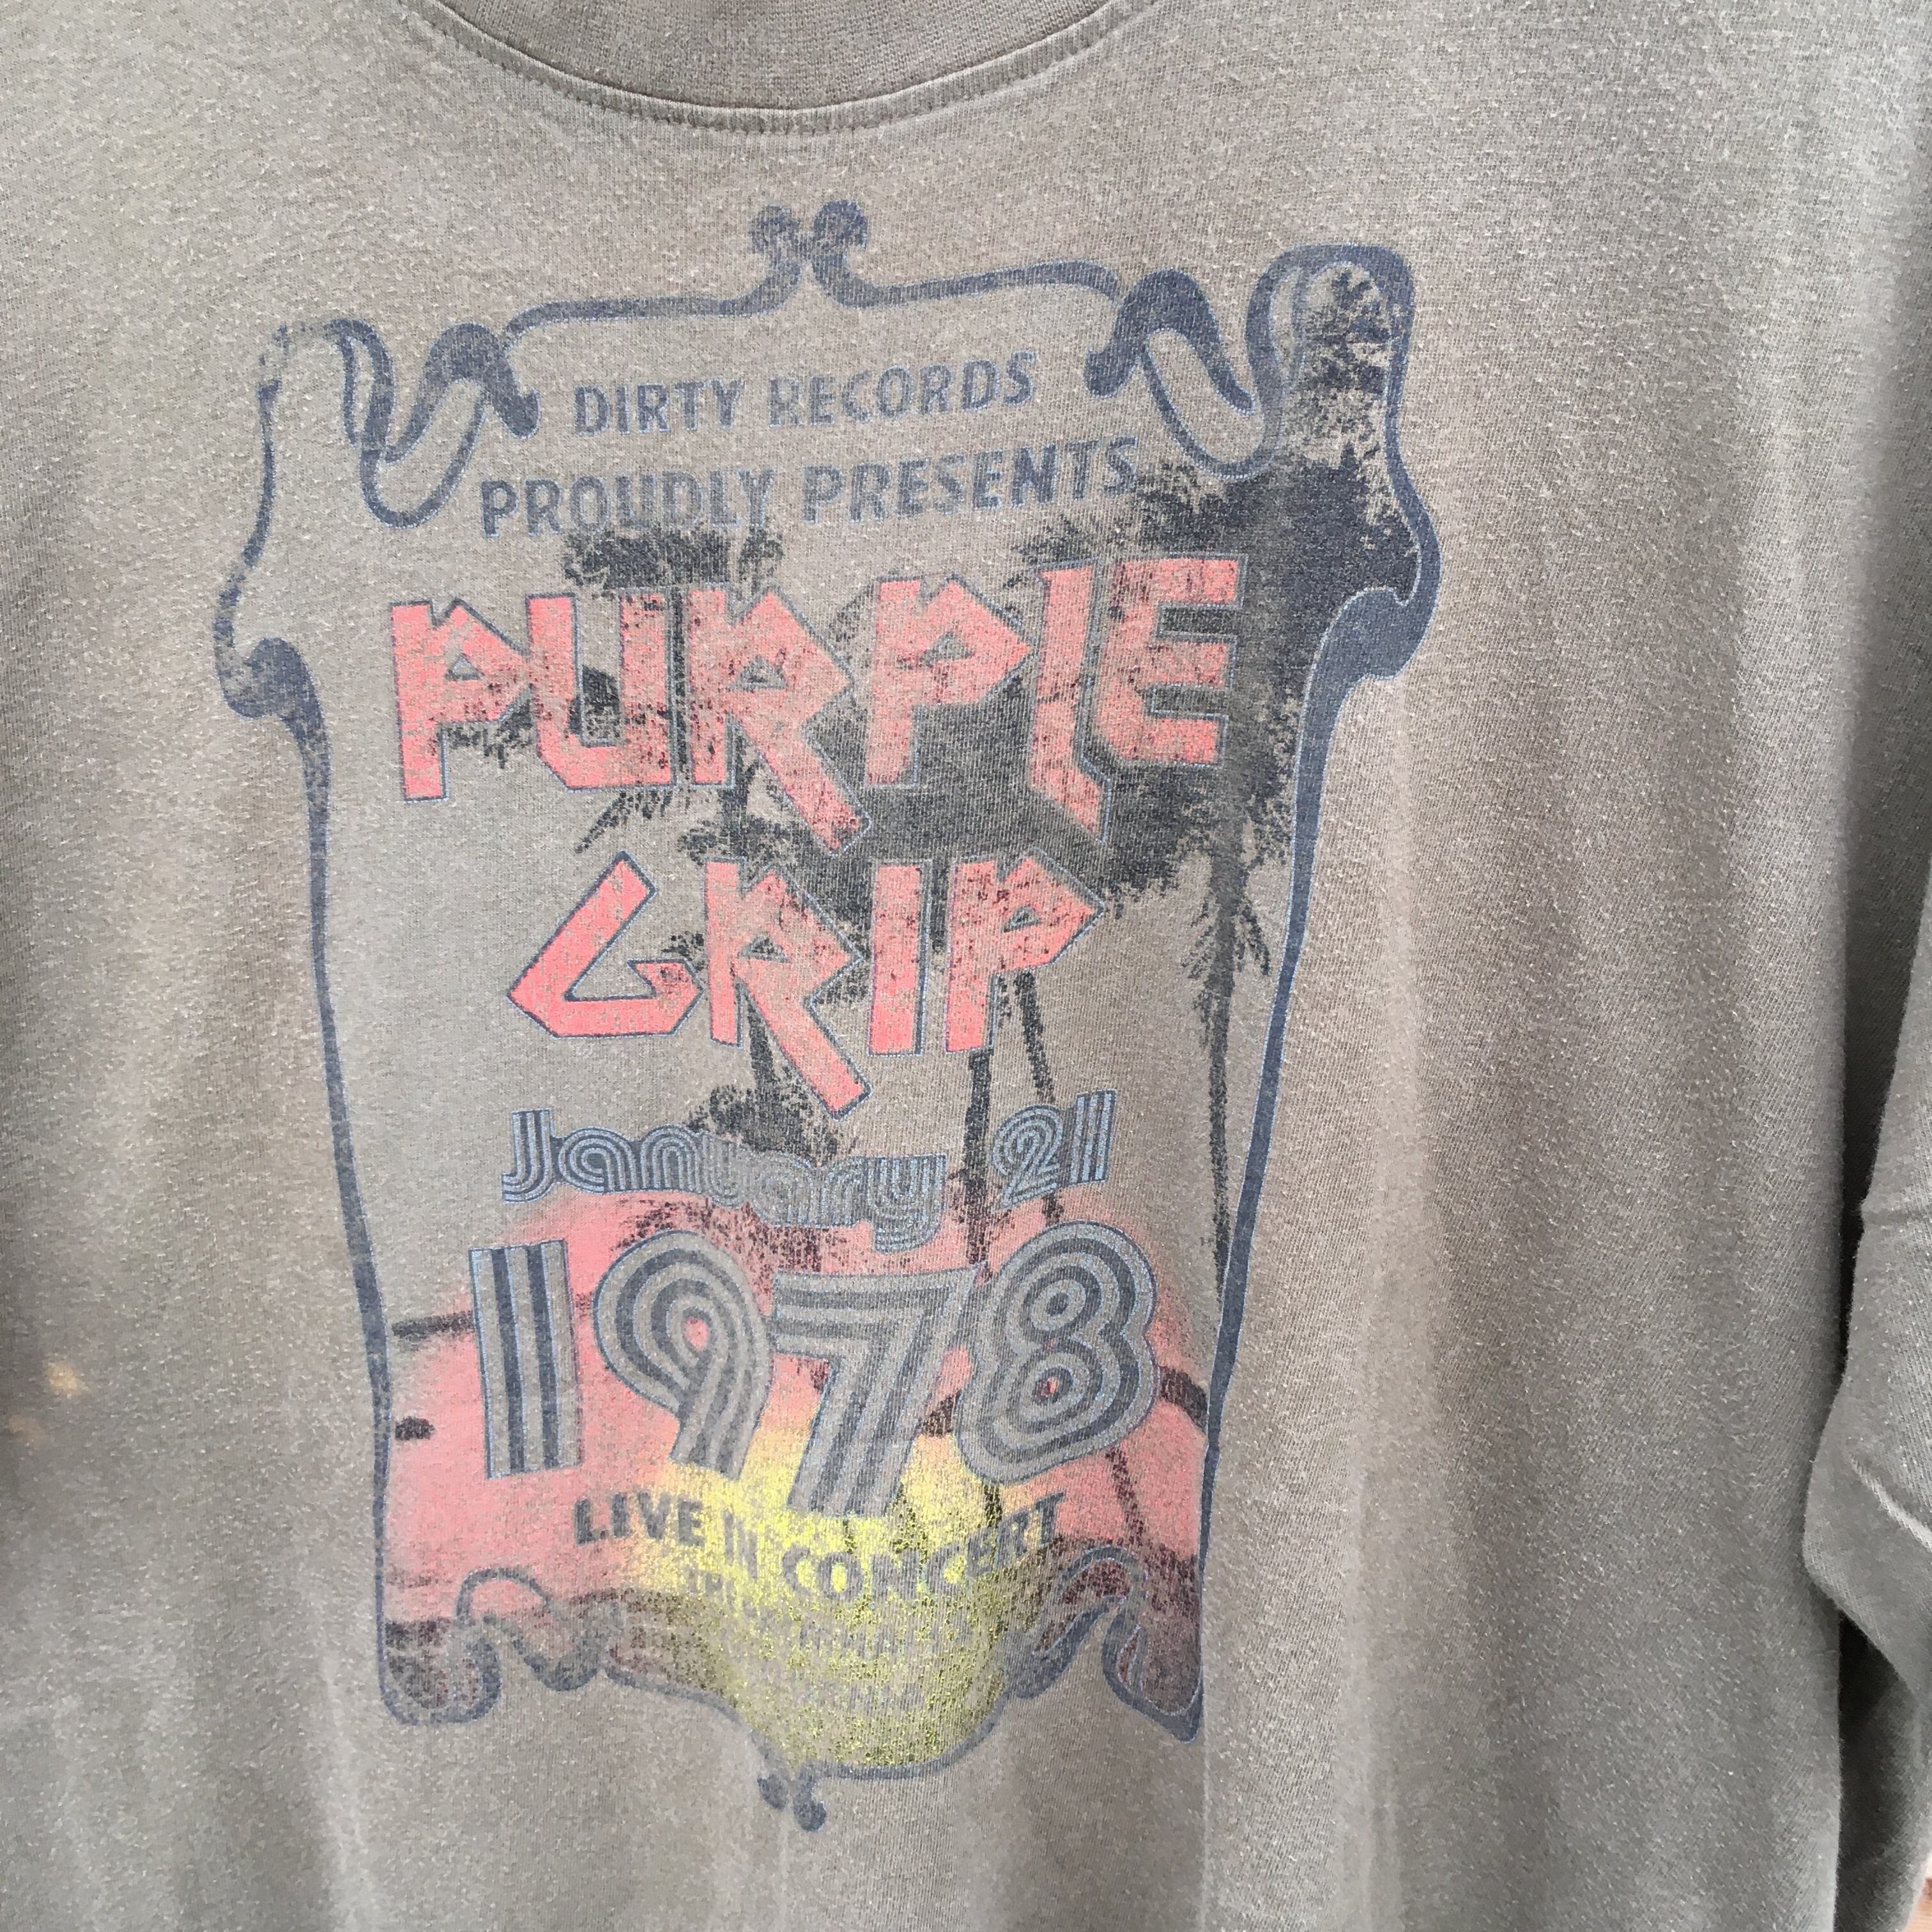 DIRTY RECORDS
PROUDLY PRESENTS
PURPLE
GRIP
January 21
1978
LIVE IN CONCERT